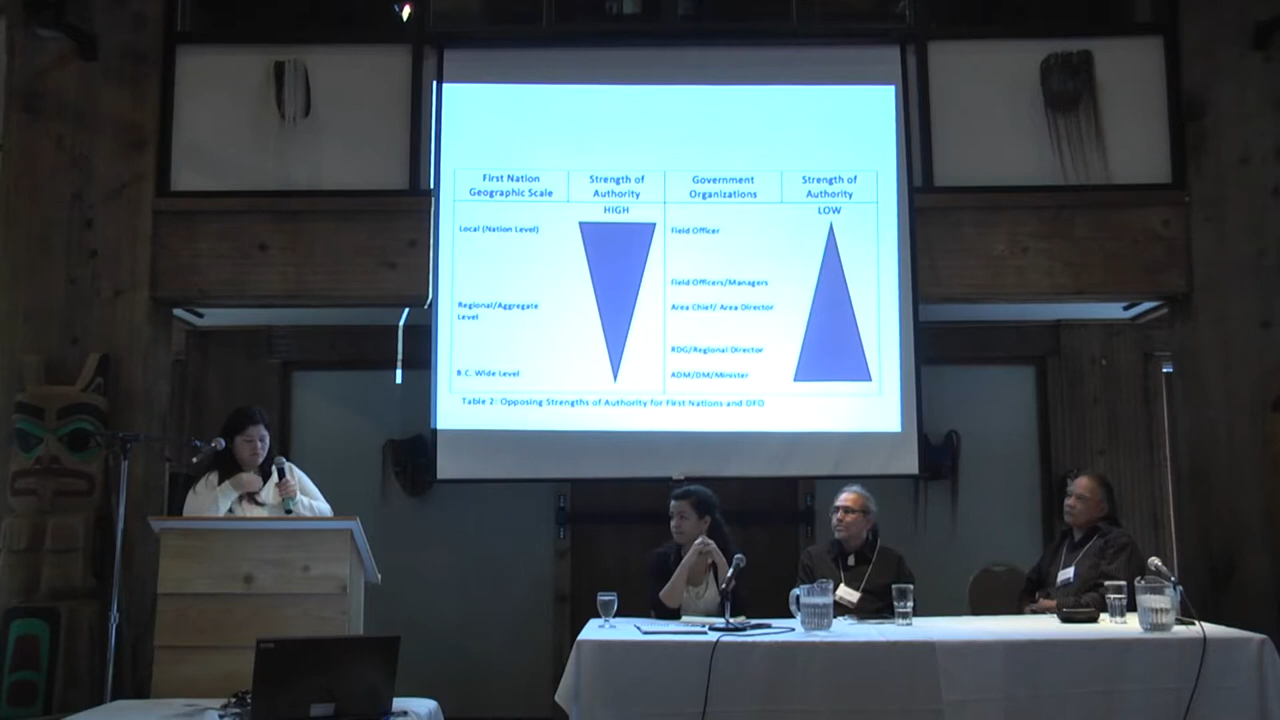 First Nation
Geographic Scale
Strength of
Authority
Government
Organizations
Strength of
Authority
HIGH
LOW
Local (Nation Level)
Field Officer
Field Officers/Managers
Regional/Aggregate
Level
Area Chief/ Area Director
RDG/Regional Director
B.C. Wide Level
ADM/DM/Minister
Table 2: Opposing Strengths of Authority for First Nations and DFO